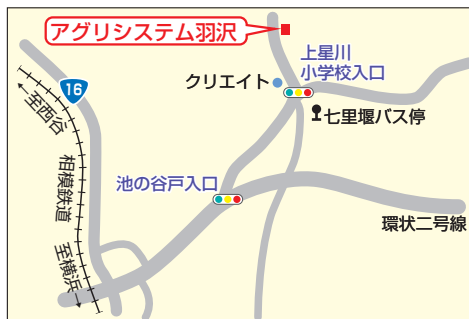 アグリシステム羽沢
上星川
小学校入口
16
クリエイト
七里堰バス停
至西谷
相模鉄道
至横浜
池の谷戸入口
環状二号線